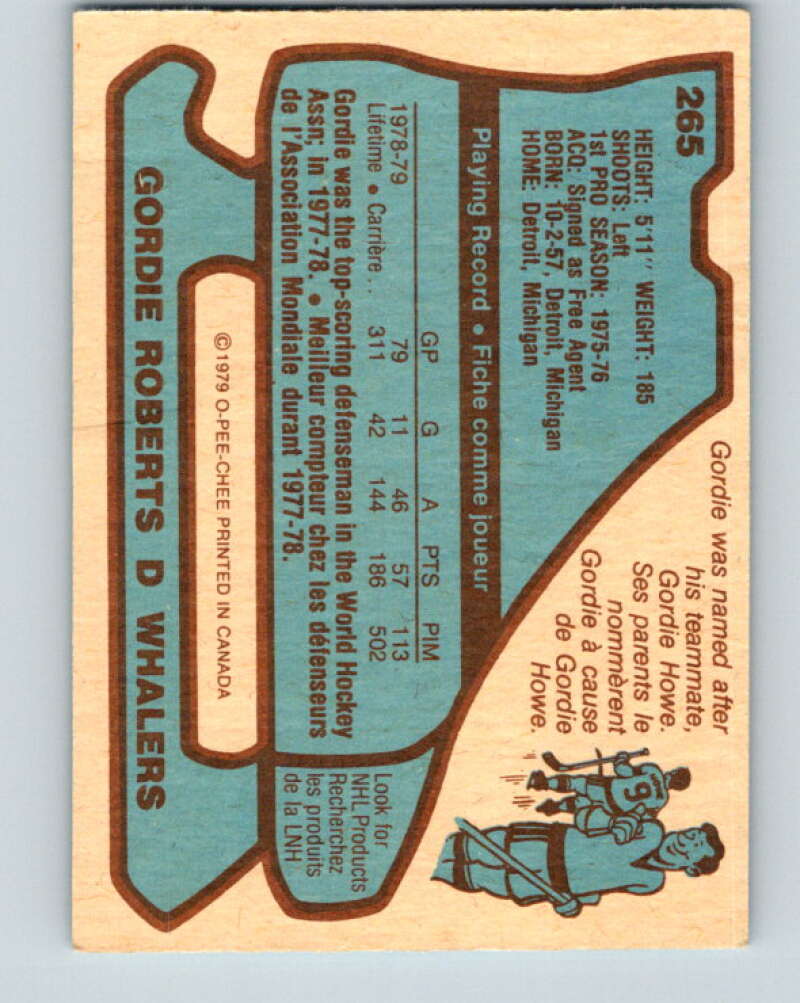 265
HEIGHT: 5'11" WEIGHT: 185
SHOOTS: Left
1st PRO SEASON: 1975-76
ACQ: Signed as Free Agent
BORN: 10-2-57, Detroit, Michigan
HOME: Detroit, Michigan
Gordie was named after
his teammate,
Gordie Howe.
Ses parents le
nommèrent
Gordie à cause
de Gordie
Howe.
9
Playing Record • Fiche comme joueur
GP G A PTS PIM
1978-79 79 11 46 57 113
Lifetime • Carrière .. 311 42 144 186 502
Gordie was the top-scoring defenseman in the World Hockey
Assn; in 1977-78. • Meilleur compteur chez les défenseurs
de l'Association Mondiale durant 1977-78.
Look for
NHL Products
Recherchez
les produits
de la LNH
©1979 O-PEE-CHEE PRINTED IN CANADA
GORDIE ROBERTS D WHALERS